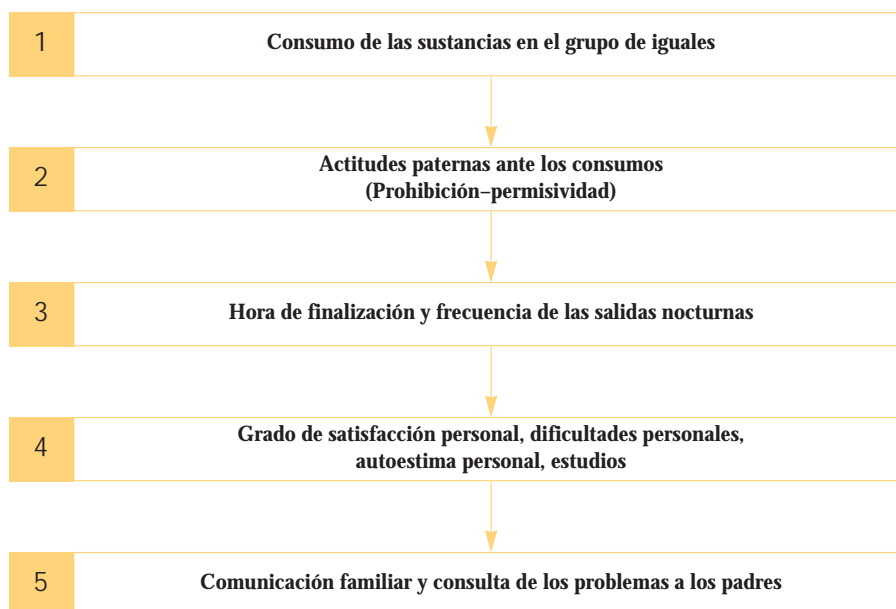 1
Consumo de las sustancias en el grupo de iguales
2
Actitudes paternas ante los consumos
(Prohibición–permisividad)
3
Hora de finalización y frecuencia de las salidas nocturnas
4
Grado de satisfacción personal, dificultades personales,
autoestima personal, estudios
5
Comunicación familiar y consulta de los problemas a los padres